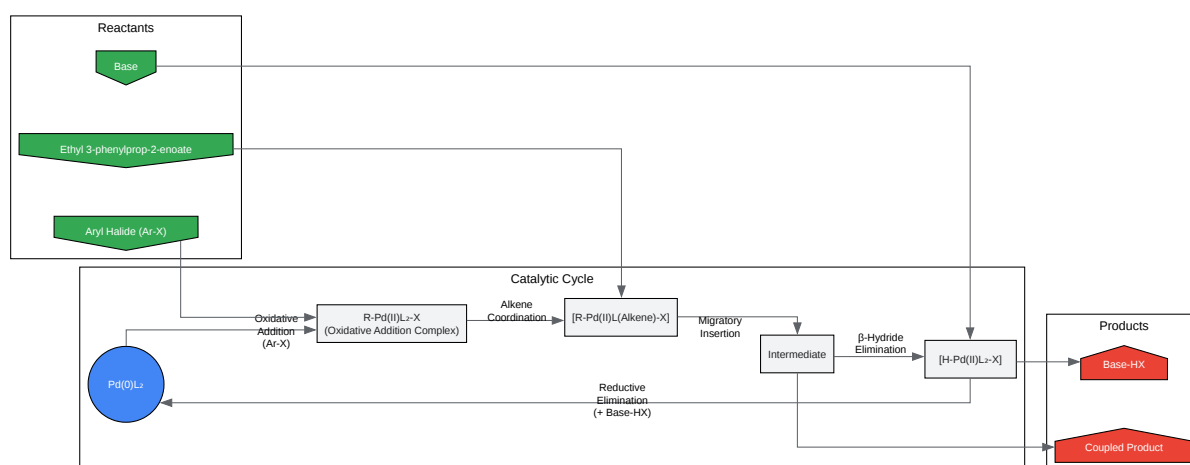 Reactants
Base
Ethyl 3-phenylprop-2-enoate
Aryl Halide (Ar-X)
Catalytic Cycle
Oxidative
Addition
(Ar-X)
R-Pd(II)L₂-X
(Oxidative Addition Complex)
Alkene
Coordination
[R-Pd(II)L(Alkene)-X]
Migratory
Insertion
Intermediate
β-Hydride
Elimination
[H-Pd(II)L₂-X]
Pd(0)L₂
Reductive
Elimination
(+ Base-HX)
Products
Base-HX
Coupled Product